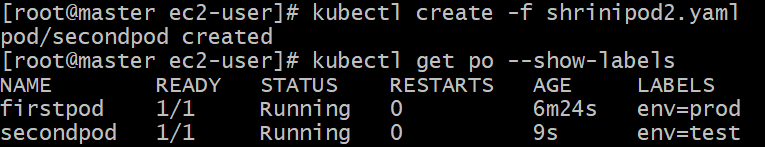 [root@master ec2-user]# kubectl create -f shrinipod2.yaml
pod/secondpod created
[root@master ec2-user]# kubectl get po --show-labels
NAME READY STATUS RESTARTS AGE LABELS
firstpod 1/1 Running 0 6m24s env=prod
secondpod 1/1 Running 0 9s env=test